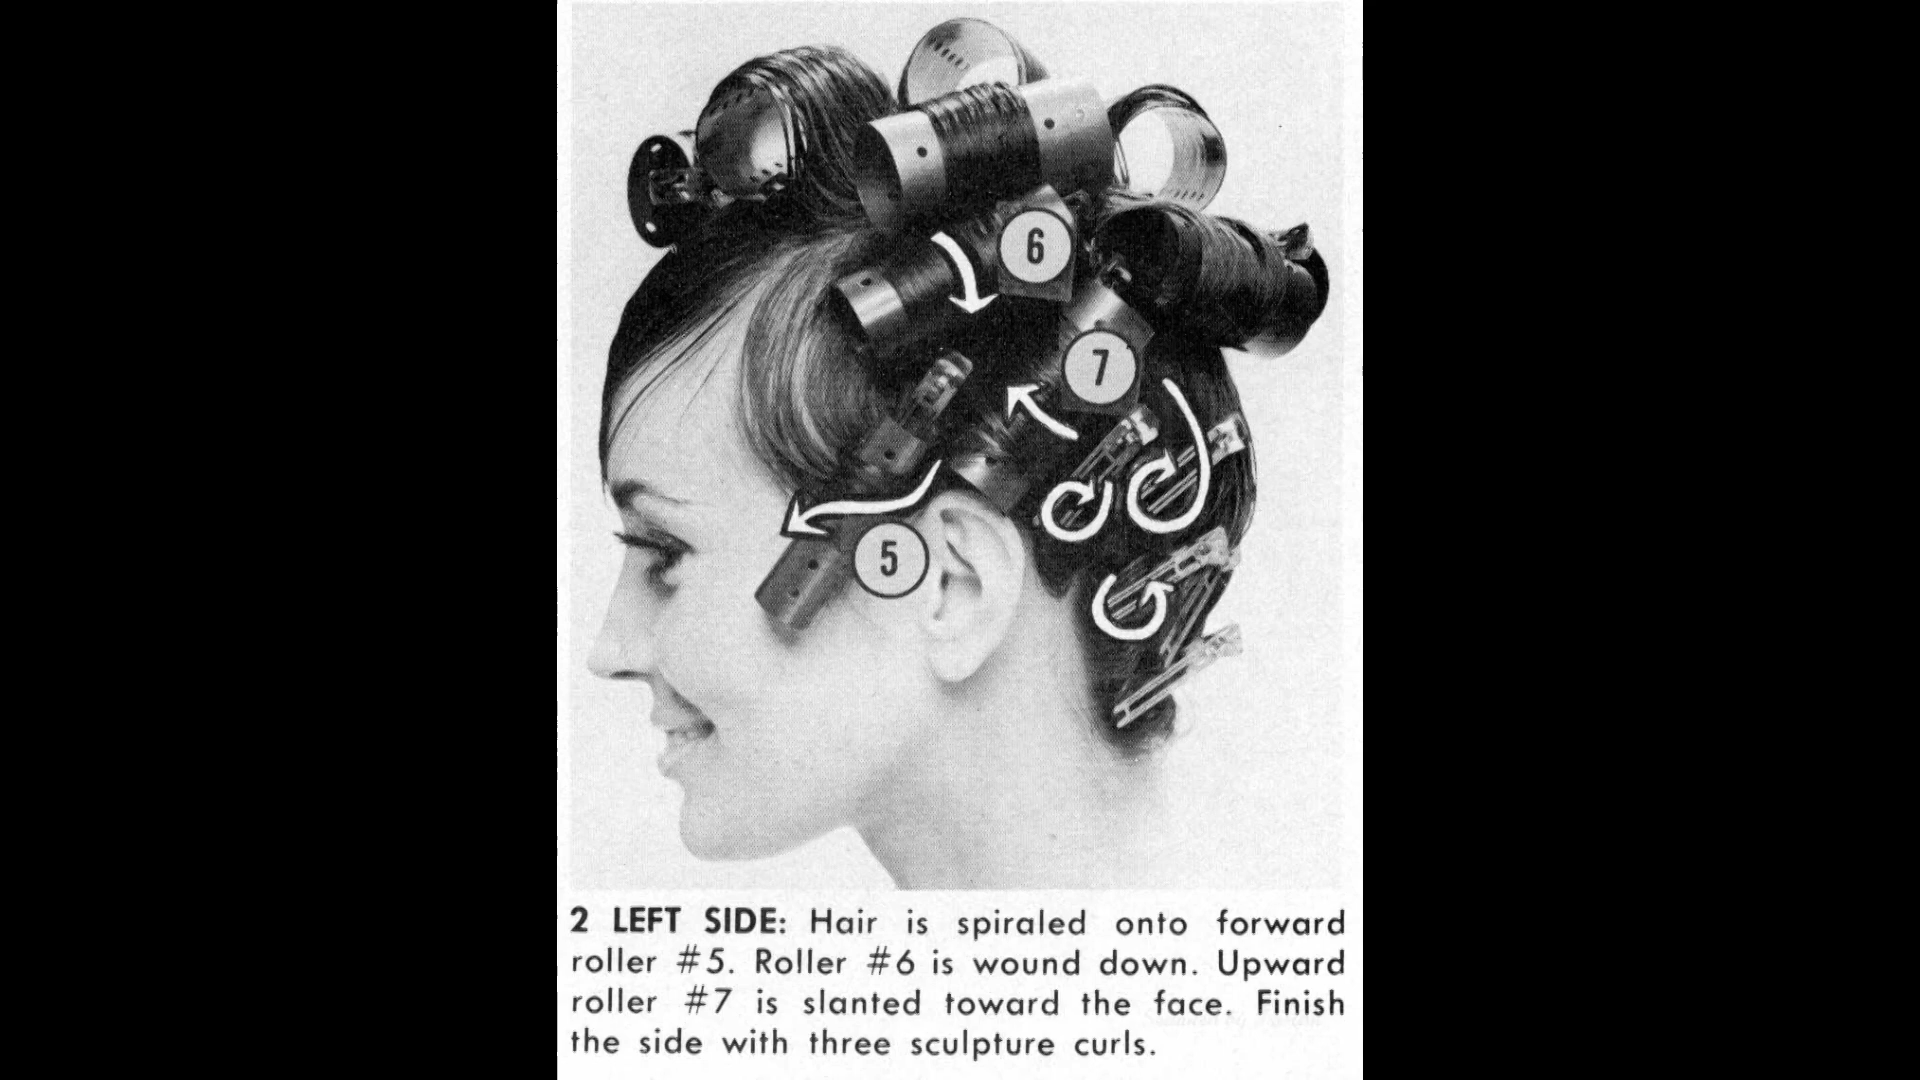 6
7
5
2 LEFT SIDE: Hair is spiraled onto forward
roller #5. Roller #6 is wound down. Upward
roller #7 is slanted toward the face. Finish
the side with three sculpture curls.